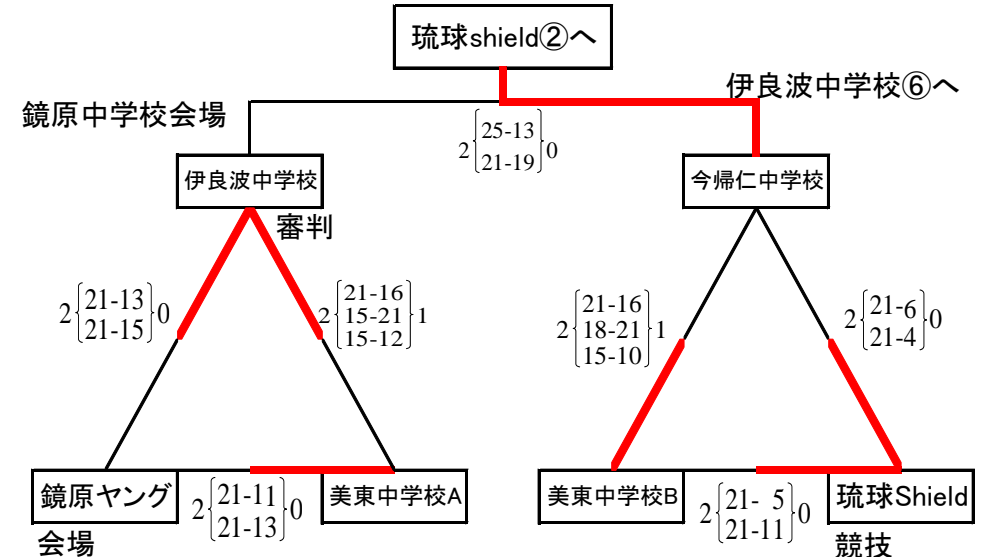 琉球shield②へ
鏡原中学校会場
伊良波中学校⑥へ
2 25-13 0
21-19
伊良波中学校
今帰仁中学校
審判
2 21-13 0
21-15
2 21-16 1
15-21
15-12
2 21-16 1
18-21
15-10
2 21-6 0
21-4
鏡原ヤング
2 21-11 0
21-13
美東中学校A
美東中学校B
2 21- 5 0
21-11
琉球Shield
会場
競技